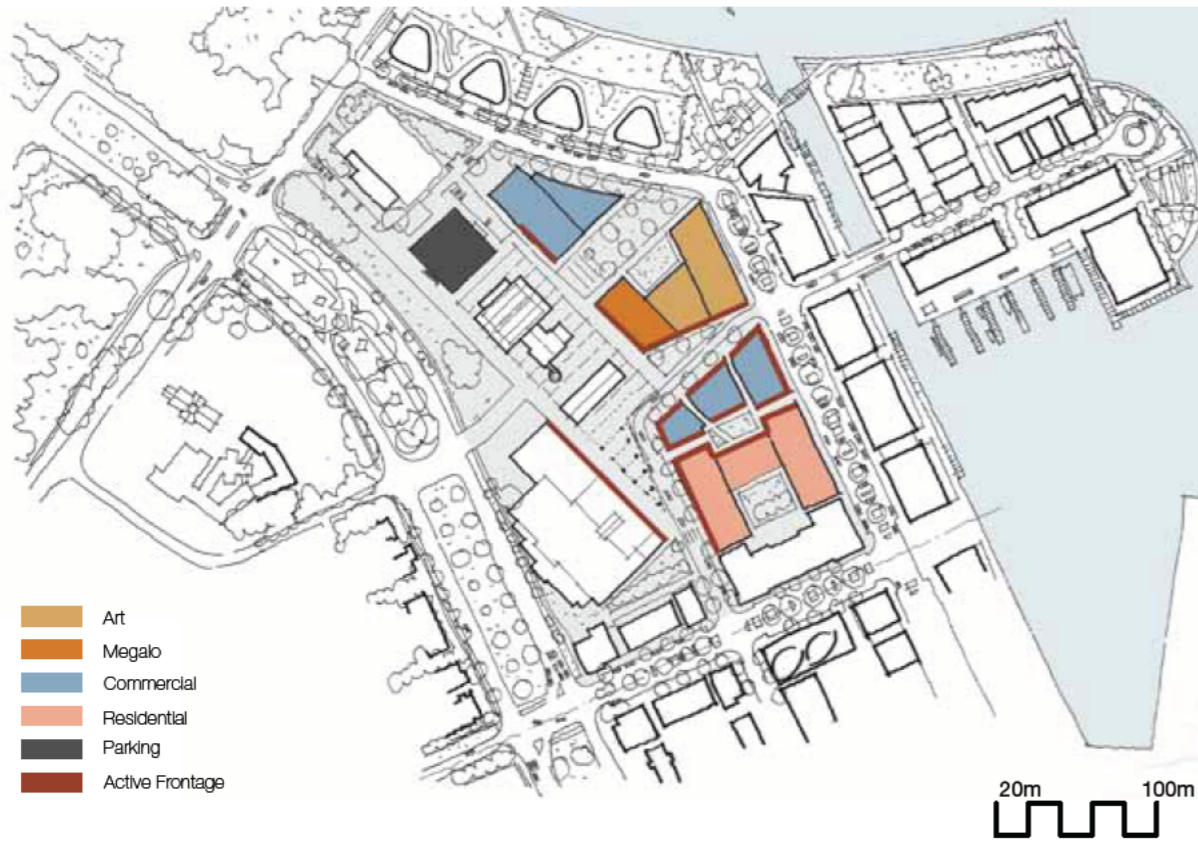 Art
Megalo
Commercial
Residential
Parking
Active Frontage
20m 100m